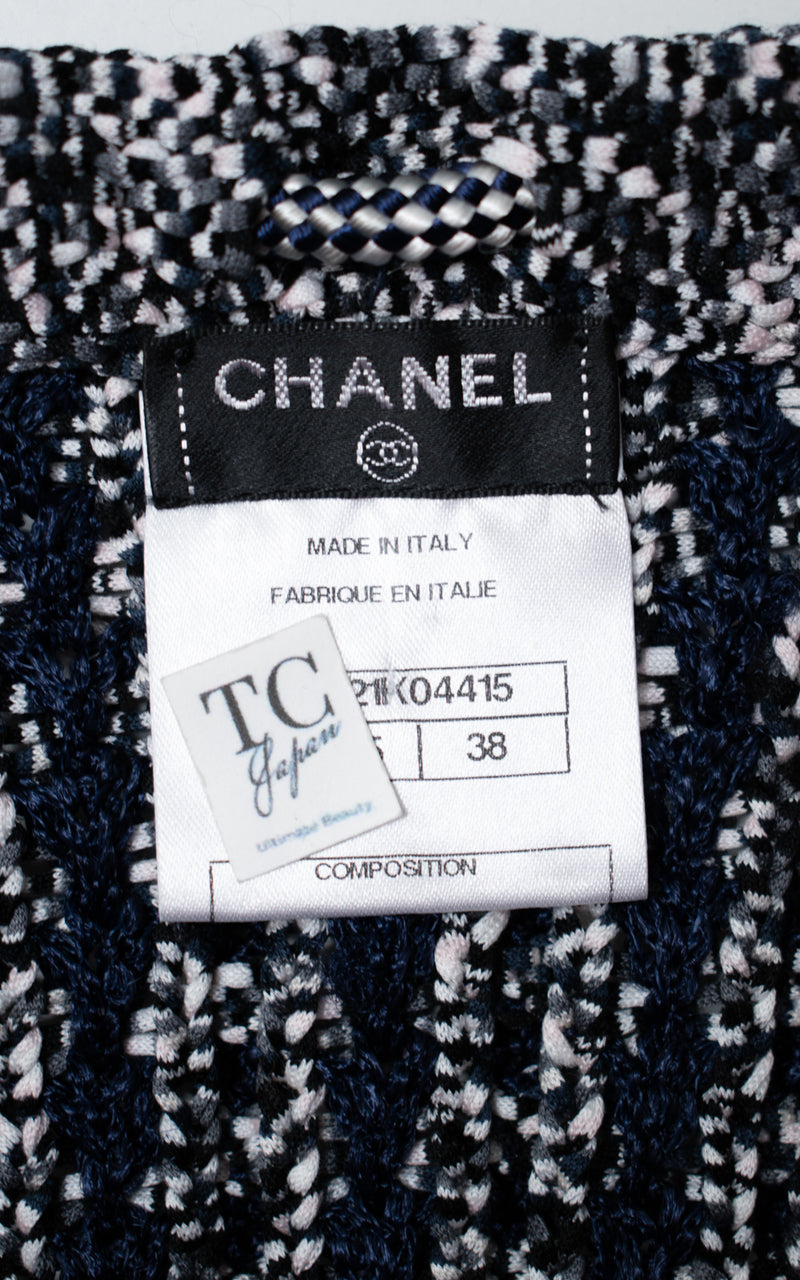 CHANEL
MADE IN ITALY
FABRIQUE EN ITALIE
21K04415
38
TC
Japan
Ultimate Beauty
COMPOSITION